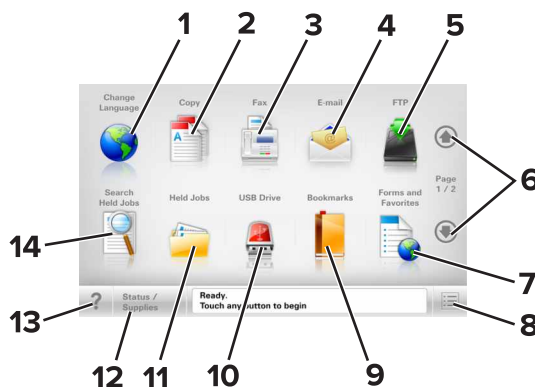 1
2
3
4
5
Change
Language
Copy
Fax
E-mail
FTP
A
@
Page
1 / 2
6
Search
Held Jobs
Held Jobs
USB Drive
Bookmarks
Forms and
Favorites
14
7
?
Status /
Supplies
Ready.
Touch any button to begin
13
12
11
10
9
8